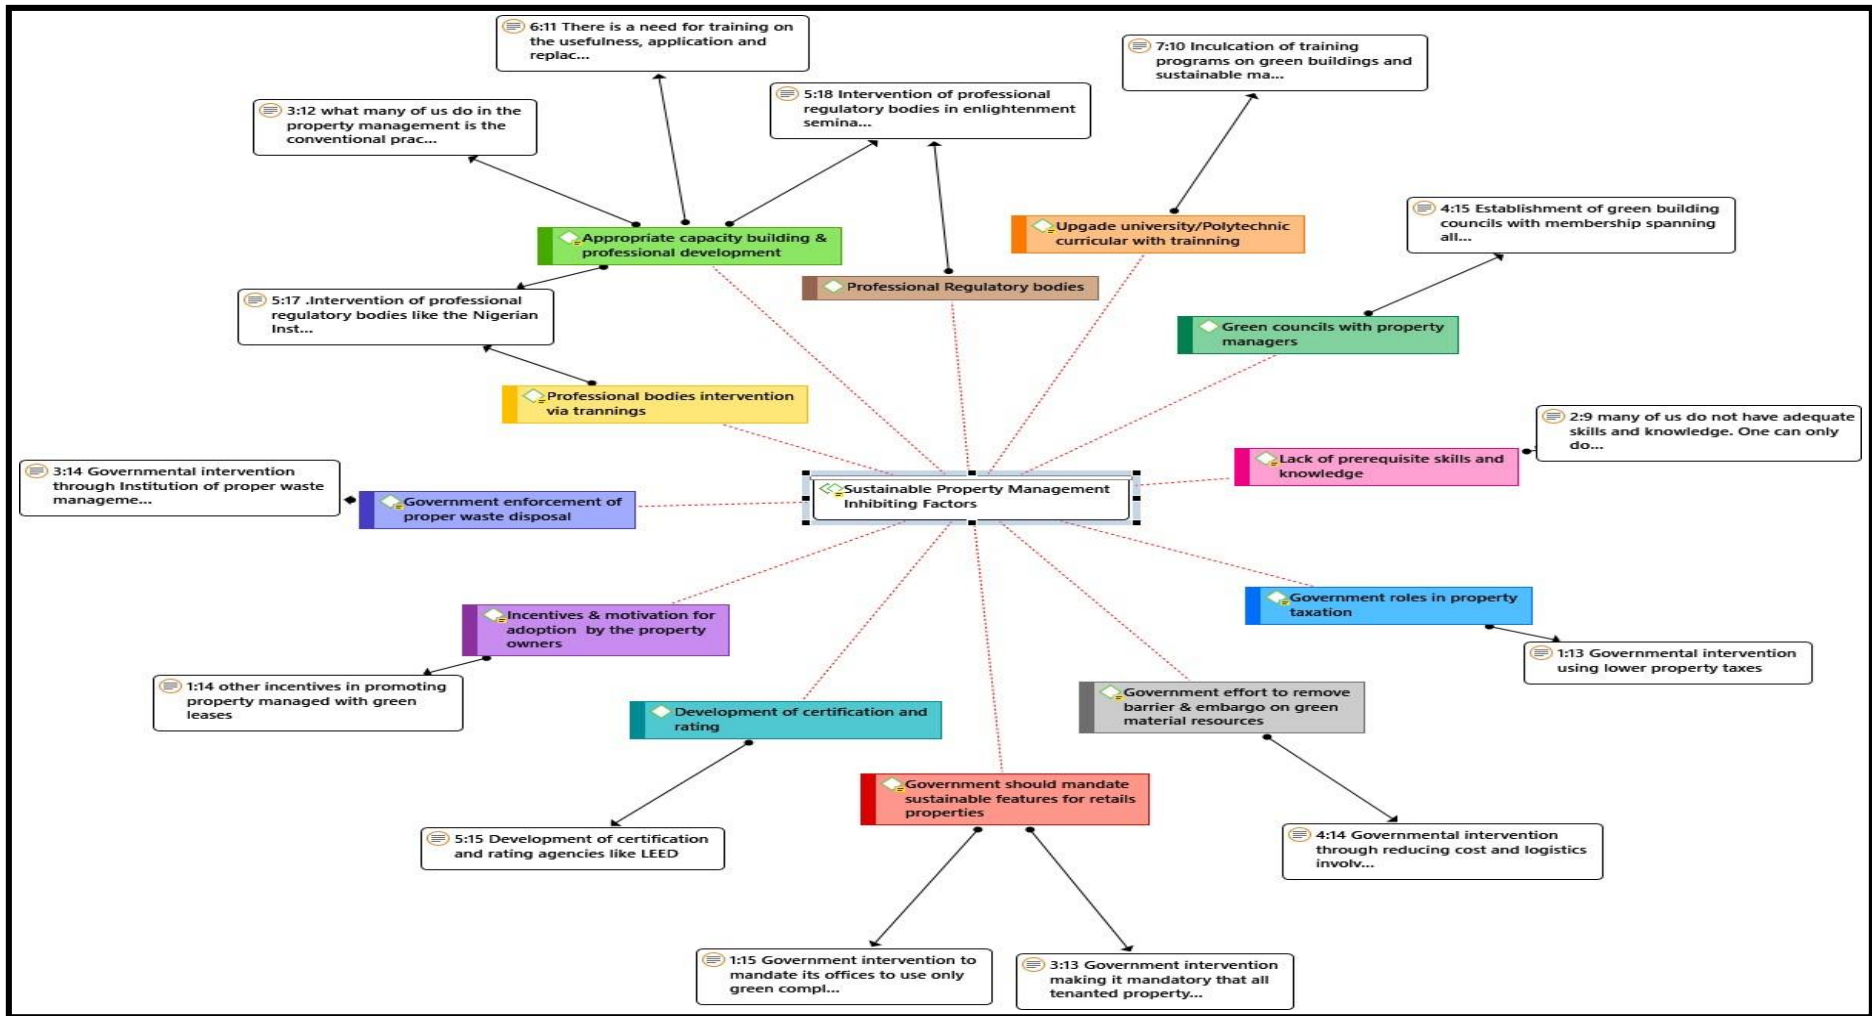 6:11 There is a need for training on
the usefulness, application and
replac...
7:10 Inculcation of training
programs on green buildings and
sustainable ma...
5:18 Intervention of professional
regulatory bodies in enlightenment
semina...
3:12 what many of us do in the
property management is the
conventional prac...
4:15 Establishment of green building
councils with membership spanning
all...
Appropriate capacity building &
professional development
Upgade university/Polytechnic
curricular with trainning
Professional Regulatory bodies
5:17 .Intervention of professional
regulatory bodies like the Nigerian
Inst...
Green councils with property
managers
Professional bodies intervention
via trannings
2:9 many of us do not have adequate
skills and knowledge. One can only
do...
Lack of prerequisite skills and
knowledge
3:14 Governmental intervention
through Institution of proper waste
manageme...
Government enforcement of
proper waste disposal
Sustainable Property Management
Inhibiting Factors
Government roles in property
taxation
Incentives & motivation for
adoption by the property
owners
1:13 Governmental intervention
using lower property taxes
1:14 other incentives in promoting
property managed with green
leases
Development of certification and
rating
Government effort to remove
barrier & embargo on green
material resources
Government should mandate
sustainable features for retails
properties
5:15 Development of certification
and rating agencies like LEED
4:14 Governmental intervention
through reducing cost and logistics
involv...
1:15 Government intervention to
mandate its offices to use only
green compl...
3:13 Government intervention
making it mandatory that all
tenanted property...